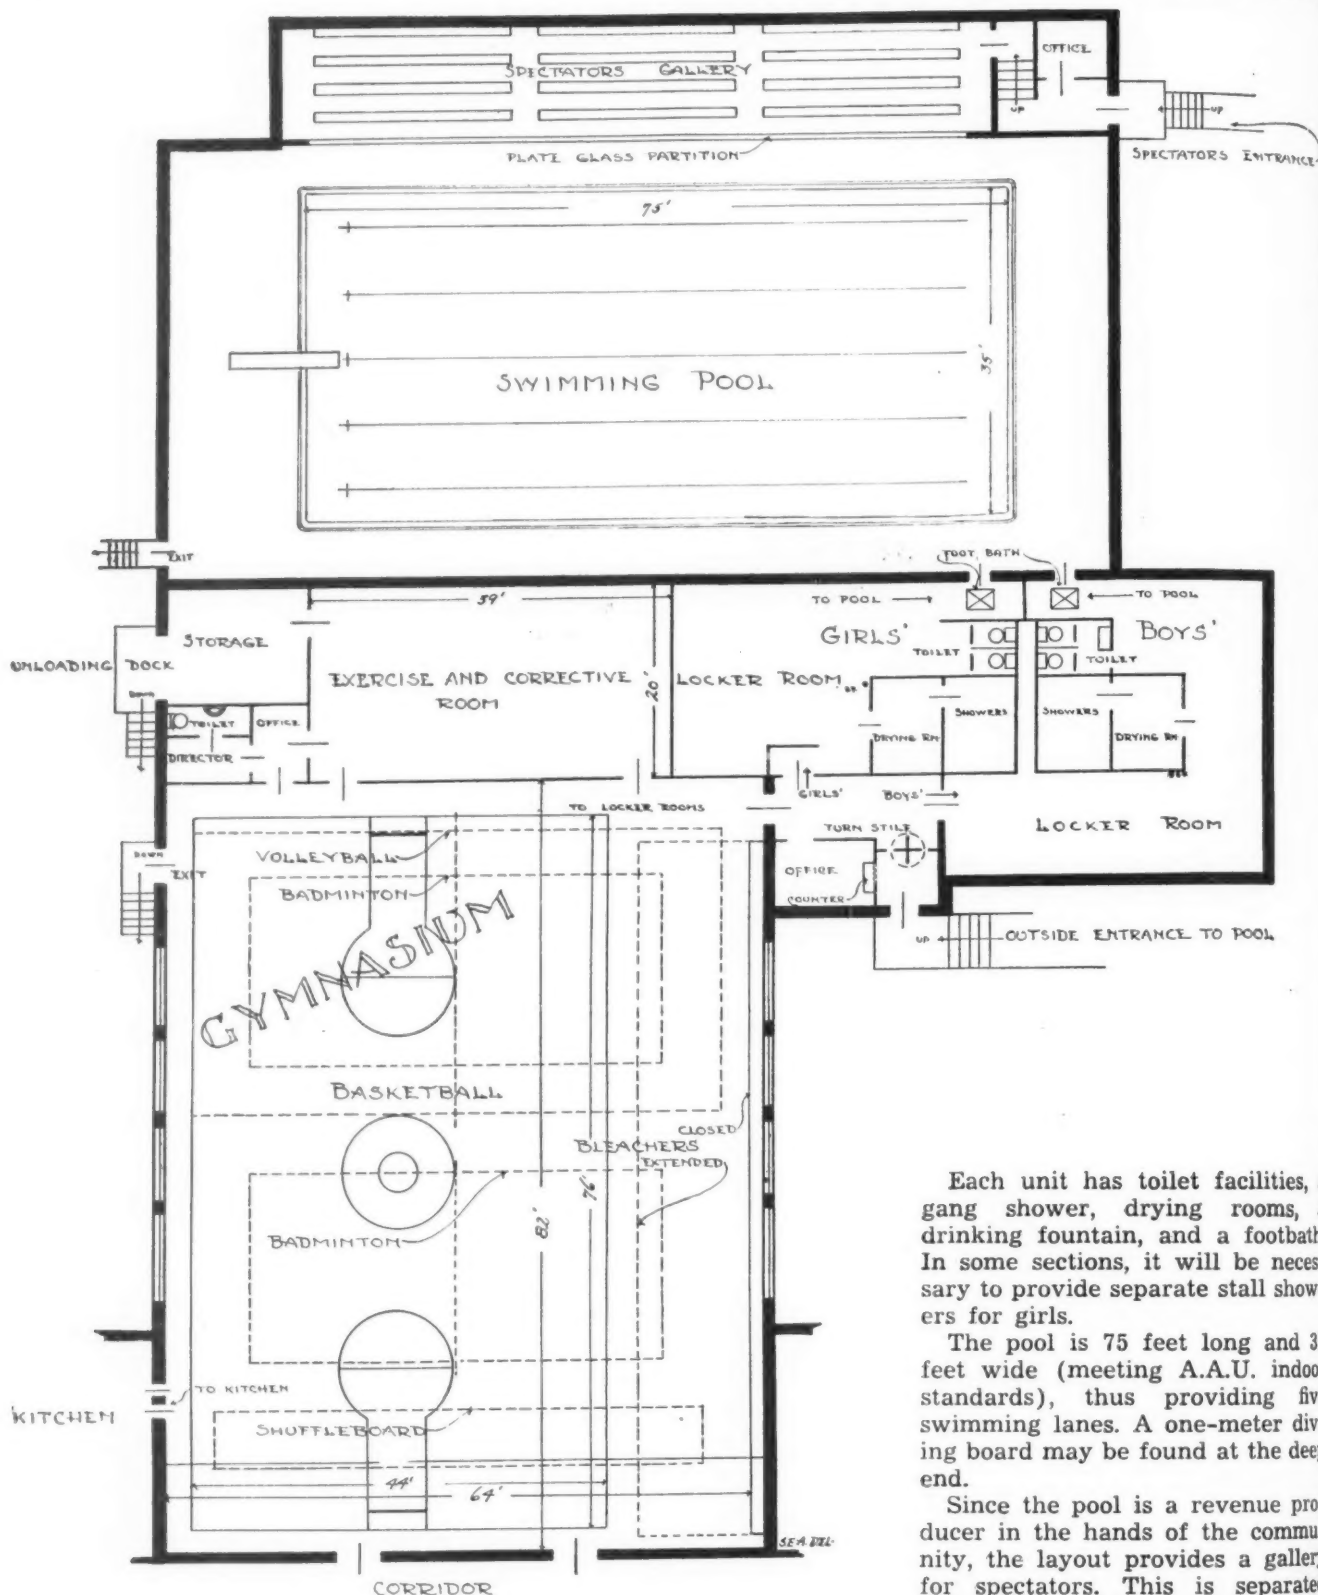 OFFICE
SPECTATORS GALLERY
UP
UP
PLATE GLASS PARTITION
SPECTATORS ENTRANCE
75'
35'
SWIMMING POOL
EXIT
FOOT BATH
39'
TO POOL
TO POOL
STORAGE
GIRLS'
BOYS'
UNLOADING DOCK
TOILET
TOILET
EXERCISE AND CORRECTIVE
ROOM
20'
LOCKER ROOM
DOWN
TOILET
OFFICE
SHOWERS
SHOWERS
DRYING RM
DRYING RM
DIRECTOR
GIRLS'
BOYS'
TO LOCKER ROOMS
TURN STILE
LOCKER ROOM
VOLLEYBALL
DOWN
EXIT
OFFICE
BADMINTON
COUNTER
GYMNASIUM
UP
OUTSIDE ENTRANCE TO POOL
BASKETBALL
CLOSED
BLEACHERS
EXTENDED
76'
82'
BADMINTON
TO KITCHEN
KITCHEN
SHUFFLEBOARD
44'
64'
CORRIDOR
Each unit has toilet facilities,
gang shower, drying rooms,
drinking fountain, and a footbath
In some sections, it will be neces
sary to provide separate stall show
ers for girls.
The pool is 75 feet long and 3
feet wide (meeting A.A.U. indoo
standards), thus providing fiv
swimming lanes. A one-meter div
ing board may be found at the deep
end.
Since the pool is a revenue pro
ducer in the hands of the commu
nity, the layout provides a galler
for spectators. This is separate